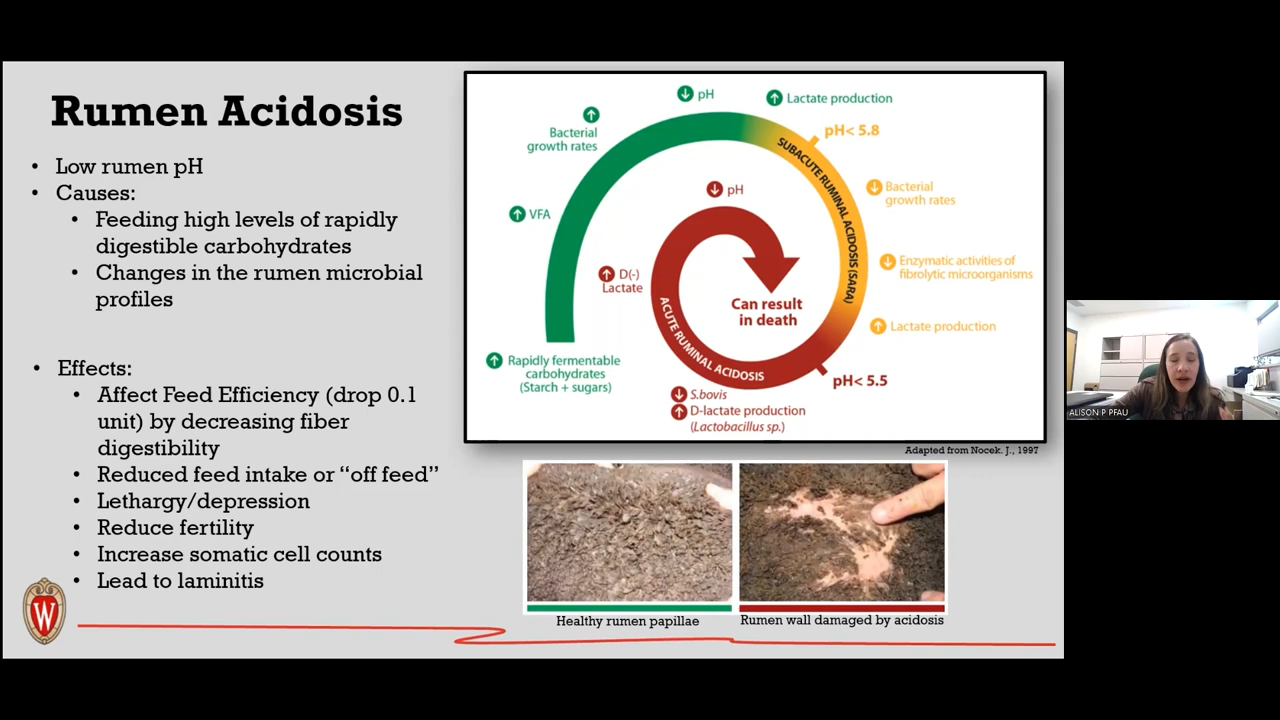 Rumen Acidosis
• Low rumen pH
• Causes:
• Feeding high levels of rapidly
digestible carbohydrates
• Changes in the rumen microbial
profiles
• Effects:
• Affect Feed Efficiency (drop 0.1
unit) by decreasing fiber
digestibility
• Reduced feed intake or “off feed”
• Lethargy/depression
• Reduce fertility
• Increase somatic cell counts
• Lead to laminitis
W
Rapidly fermentable
carbohydrates
(Starch + sugars)
VFA
Bacterial
growth rates
pH
Lactate production
pH< 5.8
SUBACUTE RUMINAL ACIDOSIS (SARA)
Bacterial
growth rates
Enzymatic activities of
fibrolytic microorganisms
Lactate production
pH< 5.5
S.bovis
D-lactate production
(Lactobacillus sp.)
ACUTE RUMINAL ACIDOSIS
D(-)
Lactate
pH
Can result
in death
Adapted from Nocek. J., 1997
Healthy rumen papillae
Rumen wall damaged by acidosis
ALISON P PFAU